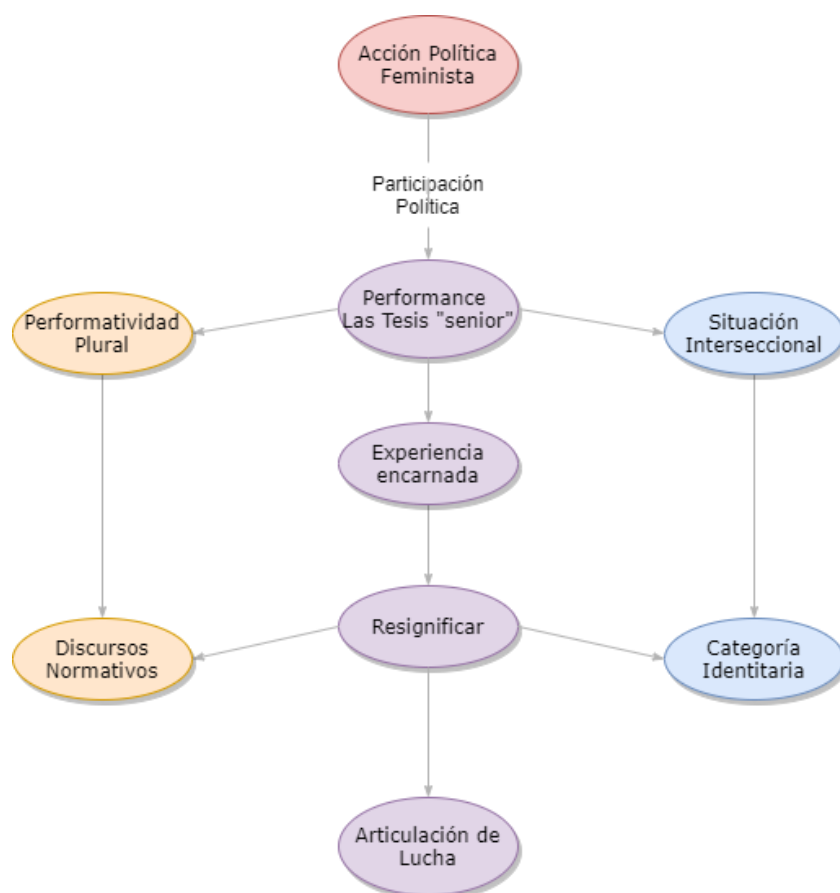 Acción Política
Feminista
Participación
Política
Performance
Las Tesis "senior"
Performatividad
Plural
Situación
Interseccional
Experiencia
encarnada
Resignificar
Discursos
Normativos
Categoría
Identitaria
Articulación de
Lucha